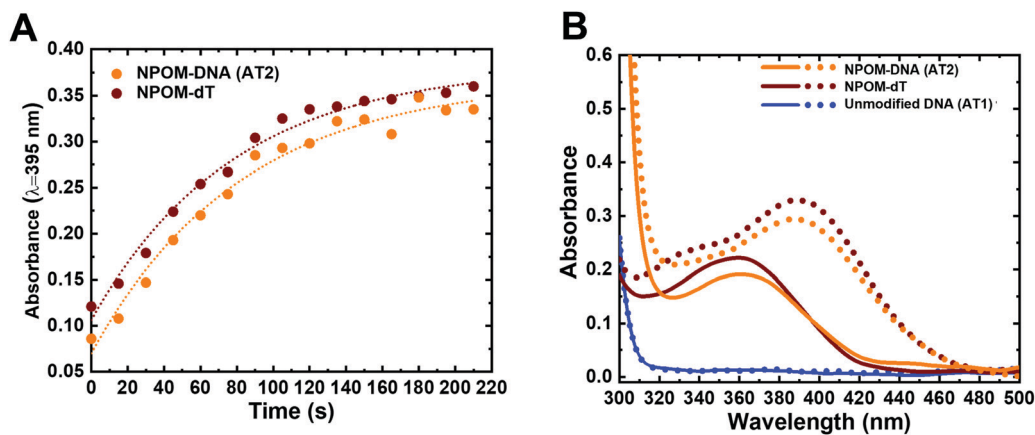 A
Absorbance (λ=395 nm)
0.40
0.35
0.30
0.25
0.20
0.15
0.10
0.05
NPOM-DNA (AT2)
NPOM-dT
0 20 40 60 80 100 120 140 160 180 200 220
Time (s)
B
Absorbance
0.6
0.5
0.4
0.3
0.2
0.1
0.0
NPOM-DNA (AT2)
NPOM-dT
Unmodified DNA (AT1)
300 320 340 360 380 400 420 440 460 480 500
Wavelength (nm)